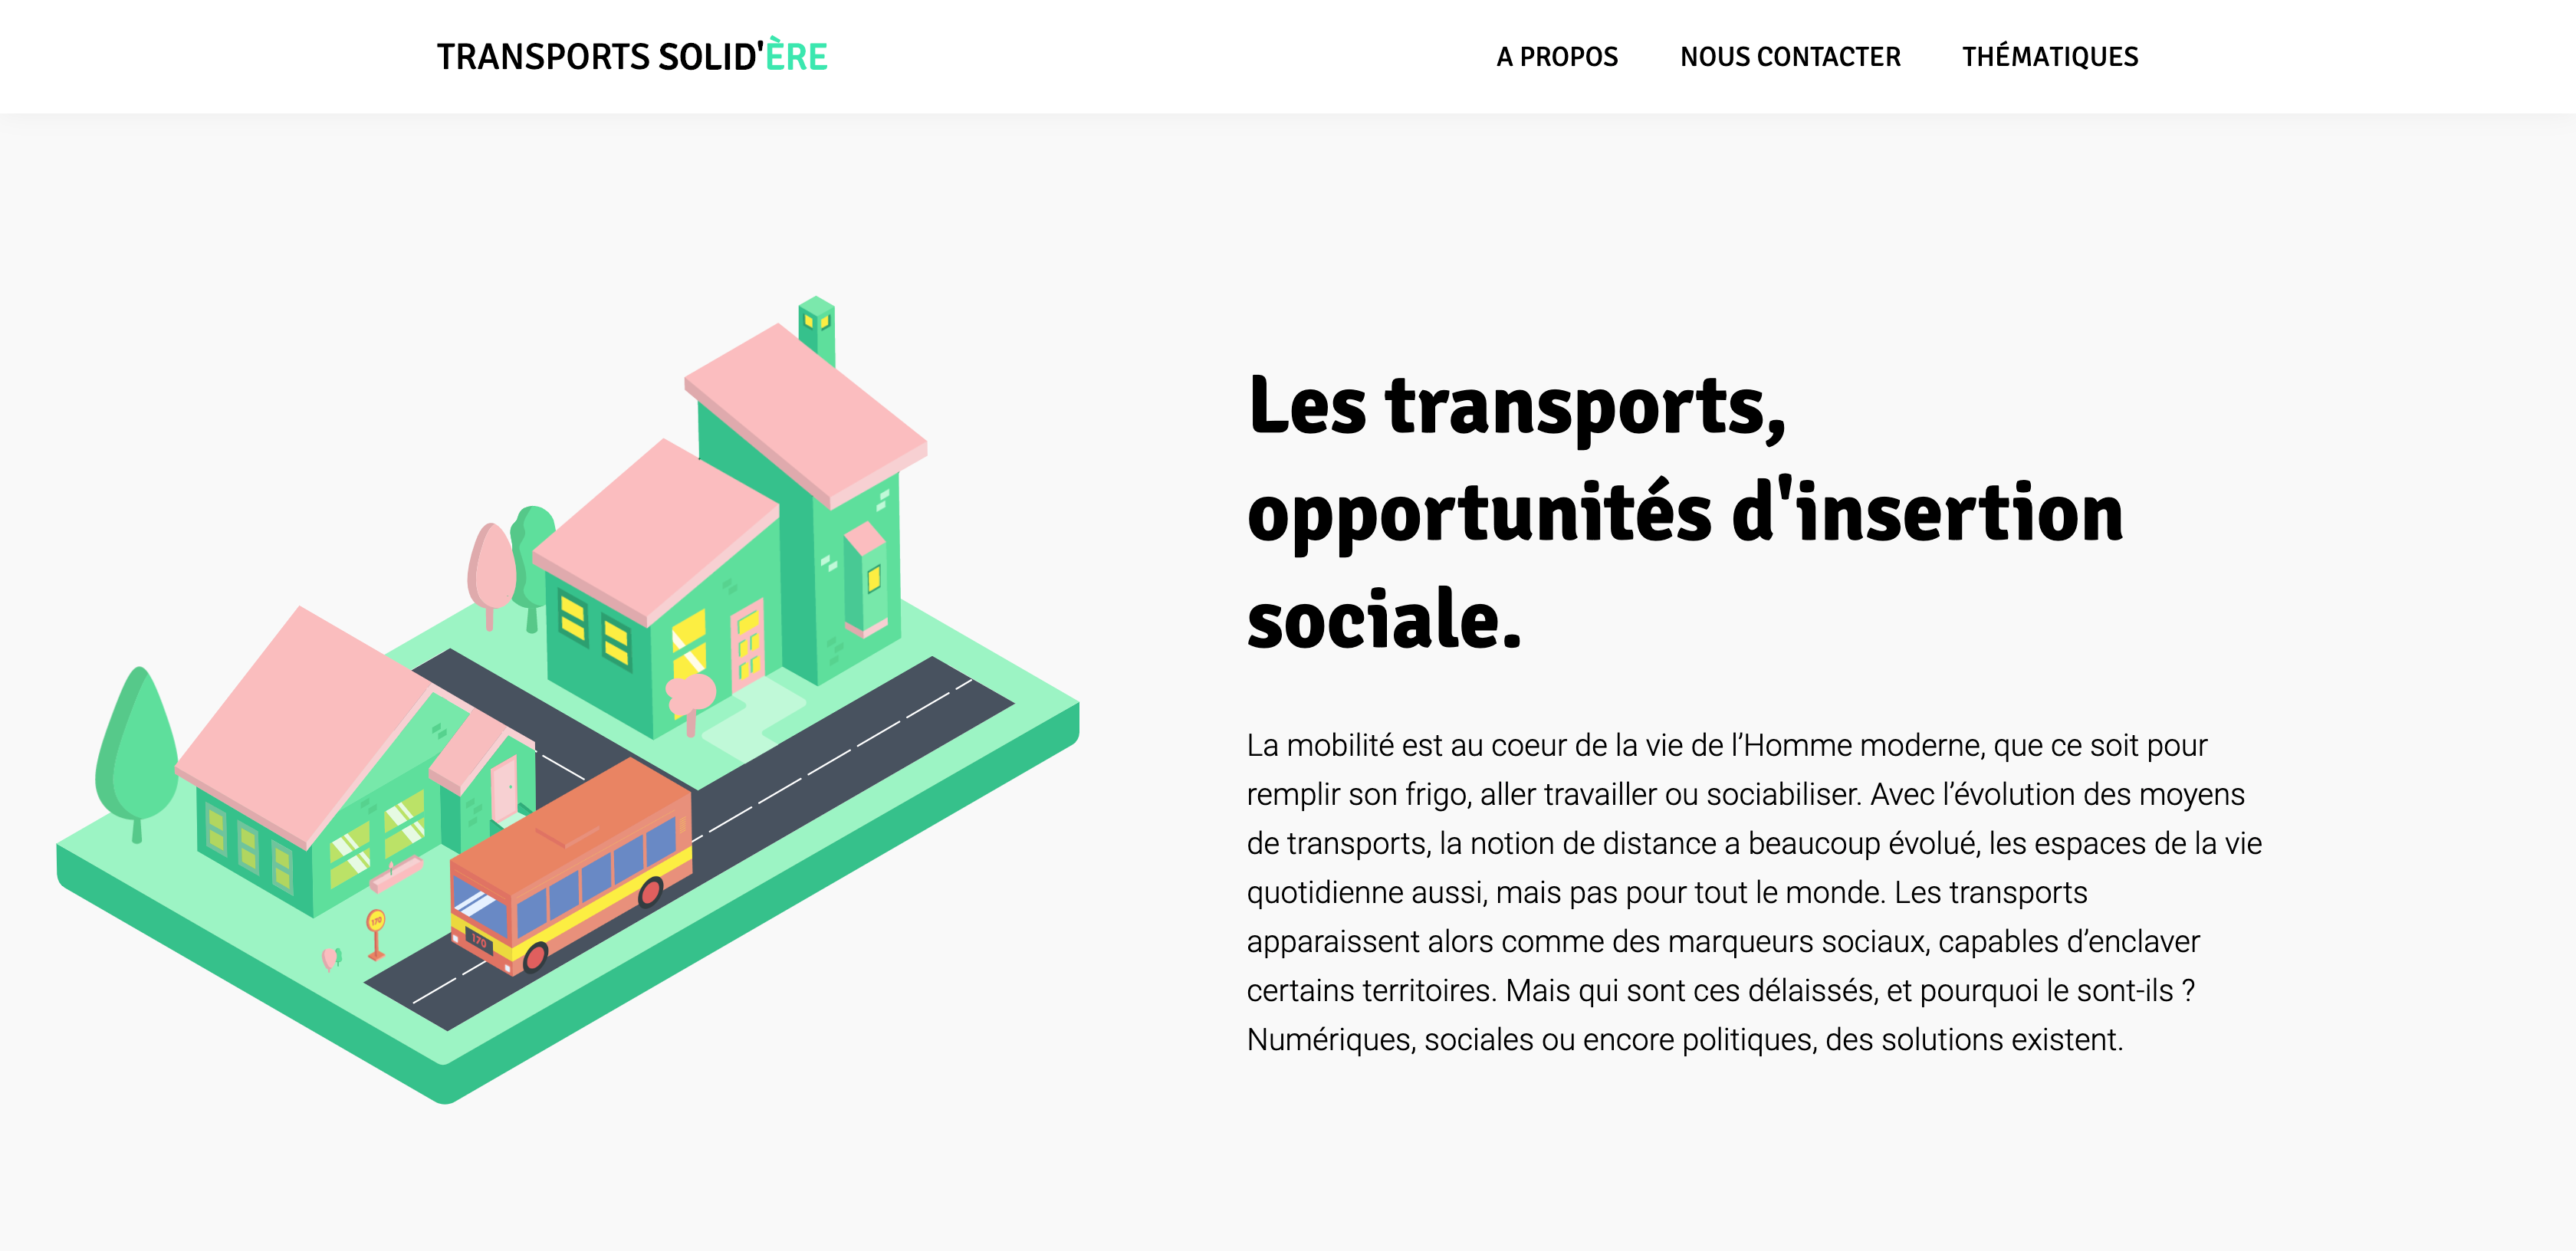 TRANSPORTS SOLID'ÈRE
A PROPOS
NOUS CONTACTER
THÉMATIQUES
Les transports,
opportunités d'insertion
sociale.
La mobilité est au coeur de la vie de l’Homme moderne, que ce soit pour
remplir son frigo, aller travailler ou sociabiliser. Avec l’évolution des moyens
de transports, la notion de distance a beaucoup évolué, les espaces de la vie
quotidienne aussi, mais pas pour tout le monde. Les transports
apparaissent alors comme des marqueurs sociaux, capables d’enclaver
certains territoires. Mais qui sont ces délaissés, et pourquoi le sont-ils ?
Numériques, sociales ou encore politiques, des solutions existent.
170
170